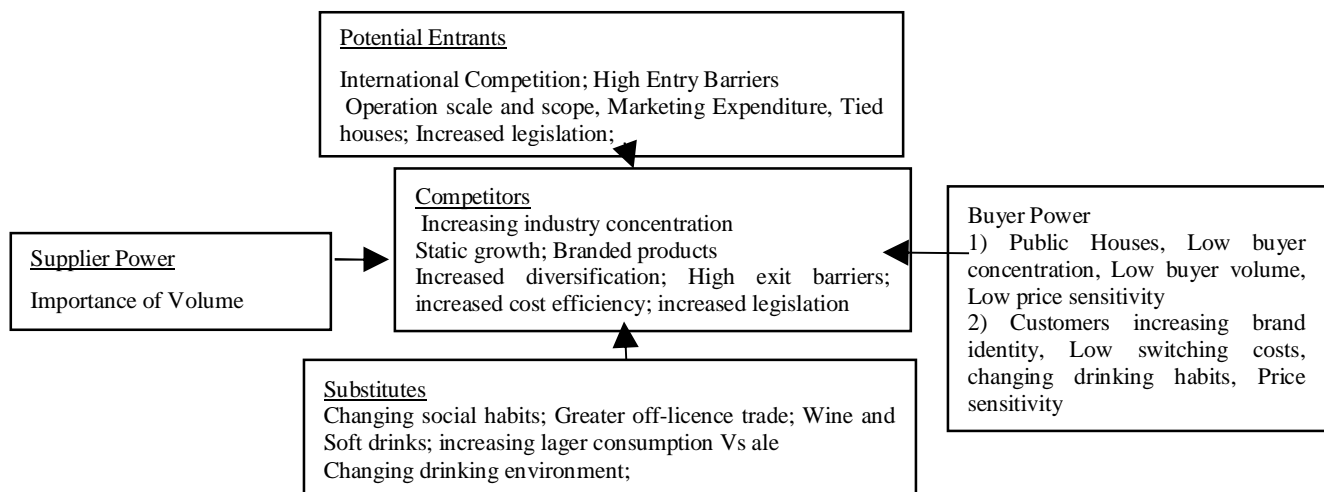 Potential Entrants
International Competition; High Entry Barriers
Operation scale and scope, Marketing Expenditure, Tied
houses; Increased legislation;
Competitors
Increasing industry concentration
Static growth; Branded products
Increased diversification; High exit barriers;
increased cost efficiency; increased legislation
Supplier Power
Importance of Volume
Buyer Power
1) Public Houses, Low buyer
concentration, Low buyer volume,
Low price sensitivity
2) Customers increasing brand
identity, Low switching costs,
changing drinking habits, Price
sensitivity
Substitutes
Changing social habits; Greater off-licence trade; Wine and
Soft drinks; increasing lager consumption Vs ale
Changing drinking environment;